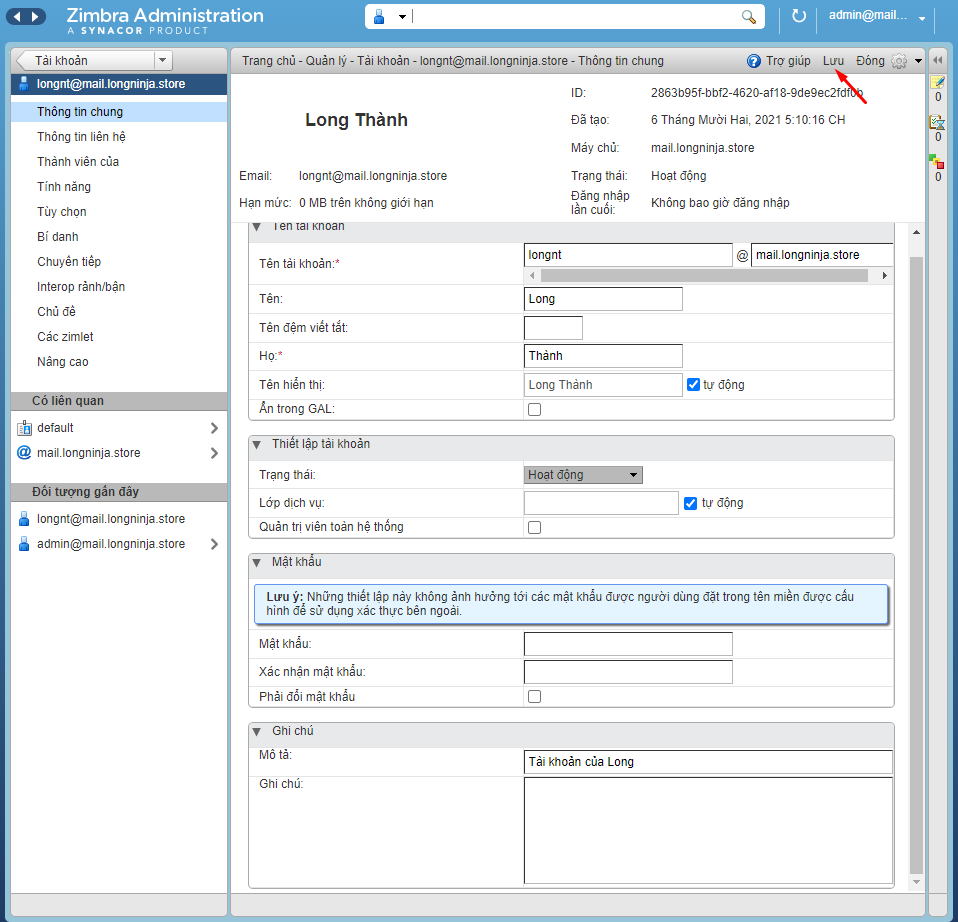 Zimbra Administration
A SYNACOR PRODUCT
admin@mail...
Tài khoản
Trang chủ - Quản lý - Tài khoản - longnt@mail.longninja.store - Thông tin chung
Trợ giúp
Lưu
Đóng
longnt@mail.longninja.store
Thông tin chung
Thông tin liên hệ
Thành viên của
Tính năng
Tùy chọn
Bí danh
Chuyển tiếp
Interop rảnh/bận
Chủ đề
Các zimlet
Nâng cao
Có liên quan
default
mail.longninja.store
Đối tượng gần đây
longnt@mail.longninja.store
admin@mail.longninja.store
Long Thành
Email: longnt@mail.longninja.store
Hạn mức: 0 MB trên không giới hạn
ID: 2863b95f-bbf2-4620-af18-9de9ec2fdf0b
Đã tạo: 6 Tháng Mười Hai, 2021 5:10:16 CH
Máy chủ: mail.longninja.store
Trạng thái: Hoạt động
Đăng nhập
lần cuối: Không bao giờ đăng nhập
Tên tài khoản
Tên tài khoản:* longnt @ mail.longninja.store
Tên: Long
Tên đệm viết tắt:
Họ:* Thành
Tên hiển thị: Long Thành tự động
Ẩn trong GAL:
Thiết lập tài khoản
Trạng thái: Hoạt động
Lớp dịch vụ: tự động
Quản trị viên toàn hệ thống
Mật khẩu
Lưu ý: Những thiết lập này không ảnh hưởng tới các mật khẩu được người dùng đặt trong tên miền được cấu
hình để sử dụng xác thực bên ngoài.
Mật khẩu:
Xác nhận mật khẩu:
Phải đổi mật khẩu
Ghi chú
Mô tả: Tài khoản của Long
Ghi chú:
0
0
0